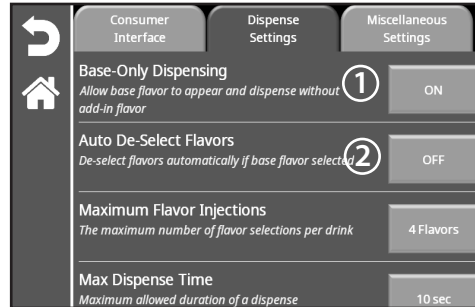 Consumer
Interface
Dispense
Settings
Miscellaneous
Settings
Base-Only Dispensing
Allow base flavor to appear and dispense without
add-in flavor
1
ON
Auto De-Select Flavors
De-select flavors automatically if base flavor selected
2
OFF
Maximum Flavor Injections
The maximum number of flavor selections per drink
4 Flavors
Max Dispense Time
Maximum allowed duration of a dispense
10 sec